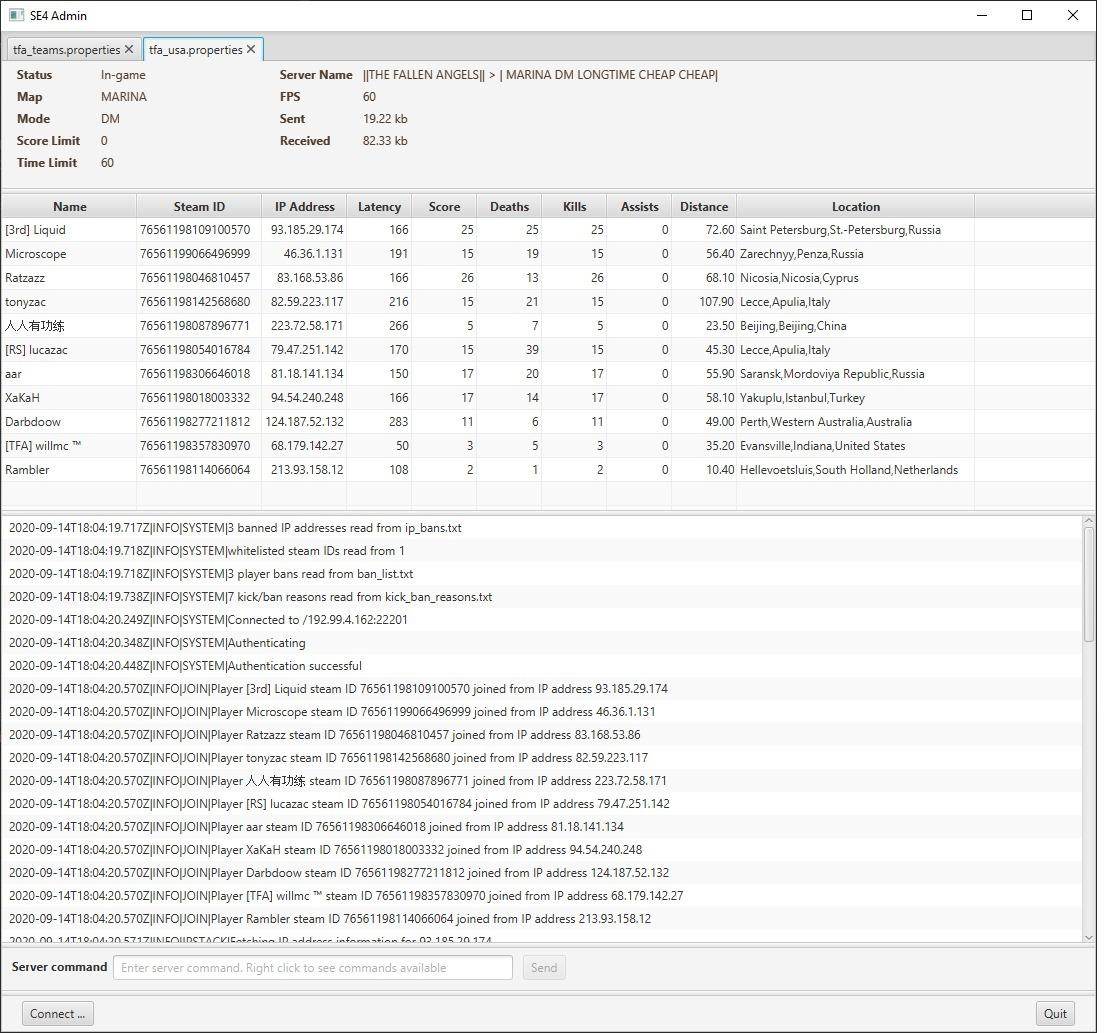 SE4 Admin
tfa_teams.properties tfa_usa.properties
Status In-game Server Name ||THE FALLEN ANGELS|| > | MARINA DM LONGTIME CHEAP CHEAP|
Map MARINA FPS 60
Mode DM Sent 19.22 kb
Score Limit 0 Received 82.33 kb
Time Limit 60
Name Steam ID IP Address Latency Score Deaths Kills Assists Distance Location
[3rd] Liquid 76561198109100570 93.185.29.174 166 25 25 25 0 72.60 Saint Petersburg,St.-Petersburg,Russia
Microscope 76561199066496999 46.36.1.131 191 15 19 15 0 56.40 Zarechnyy,Penza,Russia
Ratzazz 76561198046810457 83.168.53.86 166 26 13 26 0 68.10 Nicosia,Nicosia,Cyprus
tonyzac 76561198142568680 82.59.223.117 216 15 21 15 0 107.90 Lecce,Apulia,Italy
人人有功练 76561198087896771 223.72.58.171 266 5 7 5 0 23.50 Beijing,Beijing,China
[RS] lucazac 76561198054016784 79.47.251.142 170 15 39 15 0 45.30 Lecce,Apulia,Italy
aar 76561198306646018 81.18.141.134 150 17 20 17 0 55.90 Saransk,Mordoviya Republic,Russia
XaKaH 76561198018003332 94.54.240.248 166 17 14 17 0 58.10 Yakuplu,Istanbul,Turkey
Darbdoow 76561198277211812 124.187.52.132 283 11 6 11 0 49.00 Perth,Western Australia,Australia
[TFA] willmc ™ 76561198357830970 68.179.142.27 50 3 5 3 0 35.20 Evansville,Indiana,United States
Rambler 76561198114066064 213.93.158.12 108 2 1 2 0 10.40 Hellevoetsluis,South Holland,Netherlands
2020-09-14T18:04:19.717Z|INFO|SYSTEM|3 banned IP addresses read from ip_bans.txt
2020-09-14T18:04:19.718Z|INFO|SYSTEM|whitelisted steam IDs read from 1
2020-09-14T18:04:19.718Z|INFO|SYSTEM|3 player bans read from ban_list.txt
2020-09-14T18:04:19.738Z|INFO|SYSTEM|7 kick/ban reasons read from kick_ban_reasons.txt
2020-09-14T18:04:20.249Z|INFO|SYSTEM|Connected to /192.99.4.162:22201
2020-09-14T18:04:20.348Z|INFO|SYSTEM|Authenticating
2020-09-14T18:04:20.448Z|INFO|SYSTEM|Authentication successful
2020-09-14T18:04:20.570Z|INFO|JOIN|Player [3rd] Liquid steam ID 76561198109100570 joined from IP address 93.185.29.174
2020-09-14T18:04:20.570Z|INFO|JOIN|Player Microscope steam ID 76561199066496999 joined from IP address 46.36.1.131
2020-09-14T18:04:20.570Z|INFO|JOIN|Player Ratzazz steam ID 76561198046810457 joined from IP address 83.168.53.86
2020-09-14T18:04:20.570Z|INFO|JOIN|Player tonyzac steam ID 76561198142568680 joined from IP address 82.59.223.117
2020-09-14T18:04:20.570Z|INFO|JOIN|Player 人人有功练 steam ID 76561198087896771 joined from IP address 223.72.58.171
2020-09-14T18:04:20.570Z|INFO|JOIN|Player [RS] lucazac steam ID 76561198054016784 joined from IP address 79.47.251.142
2020-09-14T18:04:20.570Z|INFO|JOIN|Player aar steam ID 76561198306646018 joined from IP address 81.18.141.134
2020-09-14T18:04:20.570Z|INFO|JOIN|Player XaKaH steam ID 76561198018003332 joined from IP address 94.54.240.248
2020-09-14T18:04:20.570Z|INFO|JOIN|Player Darbdoow steam ID 76561198277211812 joined from IP address 124.187.52.132
2020-09-14T18:04:20.570Z|INFO|JOIN|Player [TFA] willmc ™ steam ID 76561198357830970 joined from IP address 68.179.142.27
2020-09-14T18:04:20.570Z|INFO|JOIN|Player Rambler steam ID 76561198114066064 joined from IP address 213.93.158.12
2020-09-14T18:04:20.571Z|INFO|IPSTACK|Fetching IP address information for 93.185.29.174
Server command Enter server command. Right click to see commands available Send
Connect ... Quit